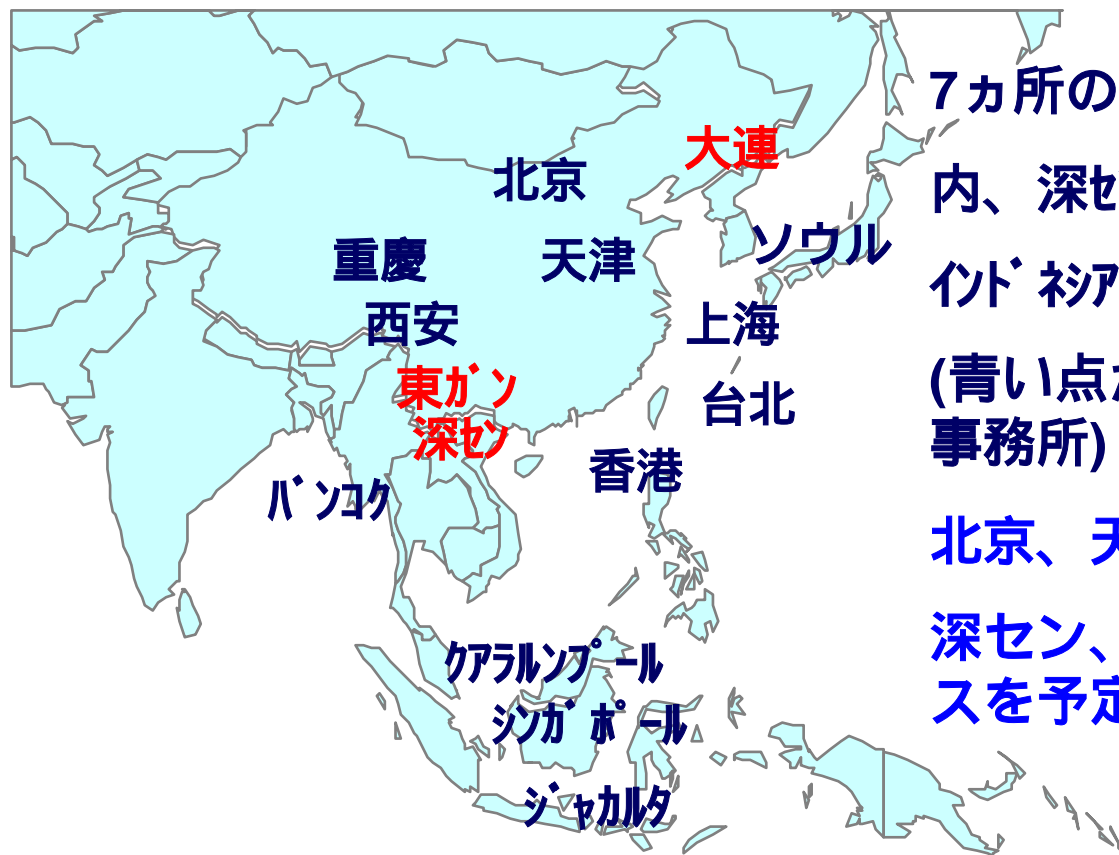 大連
北京
ソウル
重慶
天津
西安
上海
東ｶﾞﾝ
深ｾﾝ
台北
香港
ﾊﾞﾝｺｸ
ｸｱﾗﾙﾝﾌﾟｰﾙ
ｼﾝｶﾞﾎﾟｰﾙ
ｼﾞｬｶﾙﾀ
7ヵ所の
内、深ｾ
ｲﾝﾄﾞﾈｼｱ
(青い点が
事務所)
北京、天
深セン、
スを予定